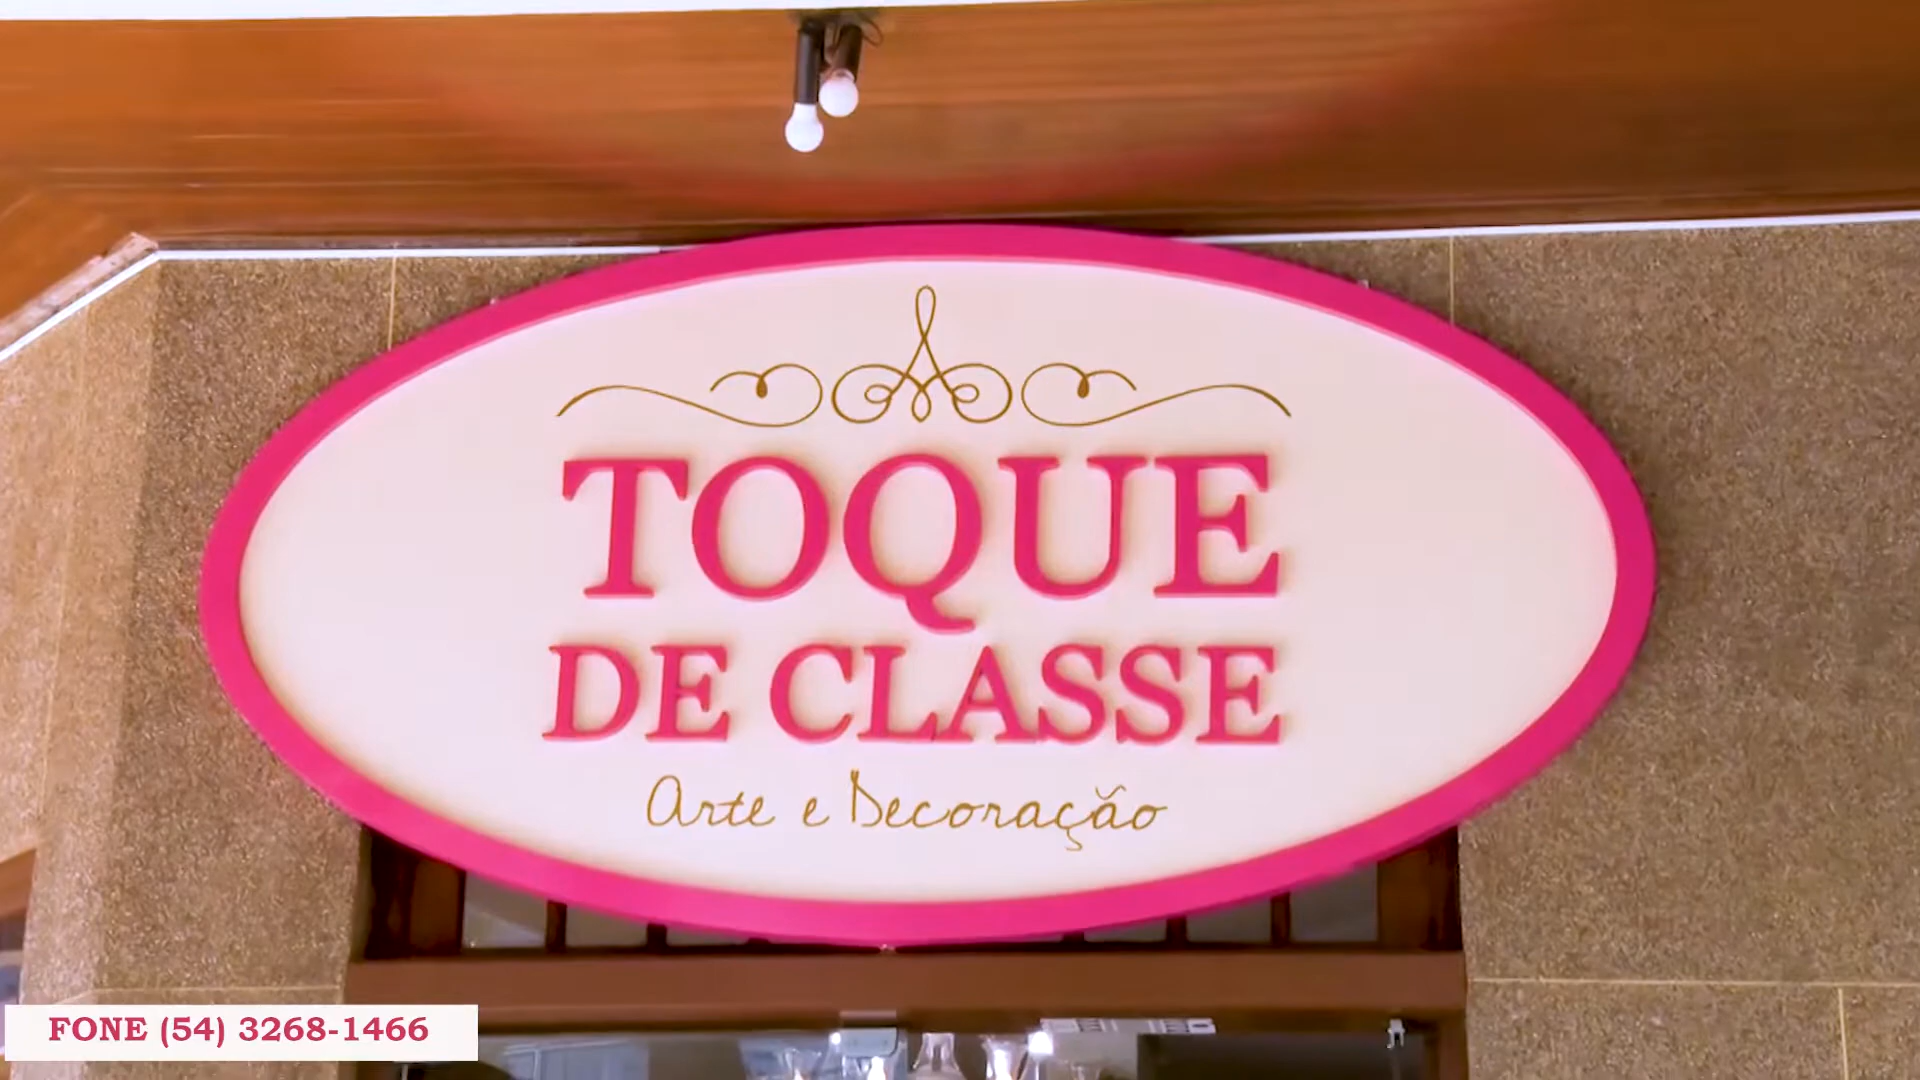 TOQUE
DE CLASSE
Arte e Decoração
FONE (54) 3268-1466